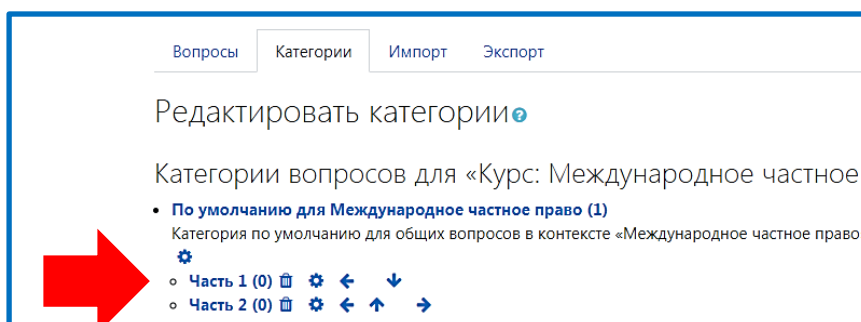 Вопросы Категории Импорт Экспорт
Редактировать категории
Категории вопросов для «Курс: Международное частное
По умолчанию для Международное частное право (1)
Категория по умолчанию для общих вопросов в контексте «Международное частное право
Часть 1 (0)
Часть 2 (0)